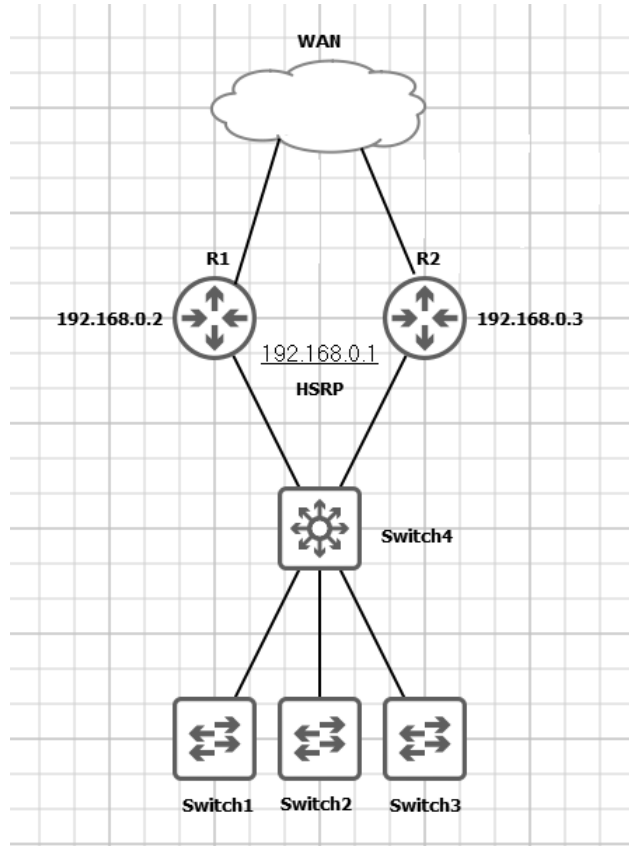 WAN
R1
R2
192.168.0.2
192.168.0.3
192.168.0.1
HSRP
Switch4
Switch1
Switch2
Switch3